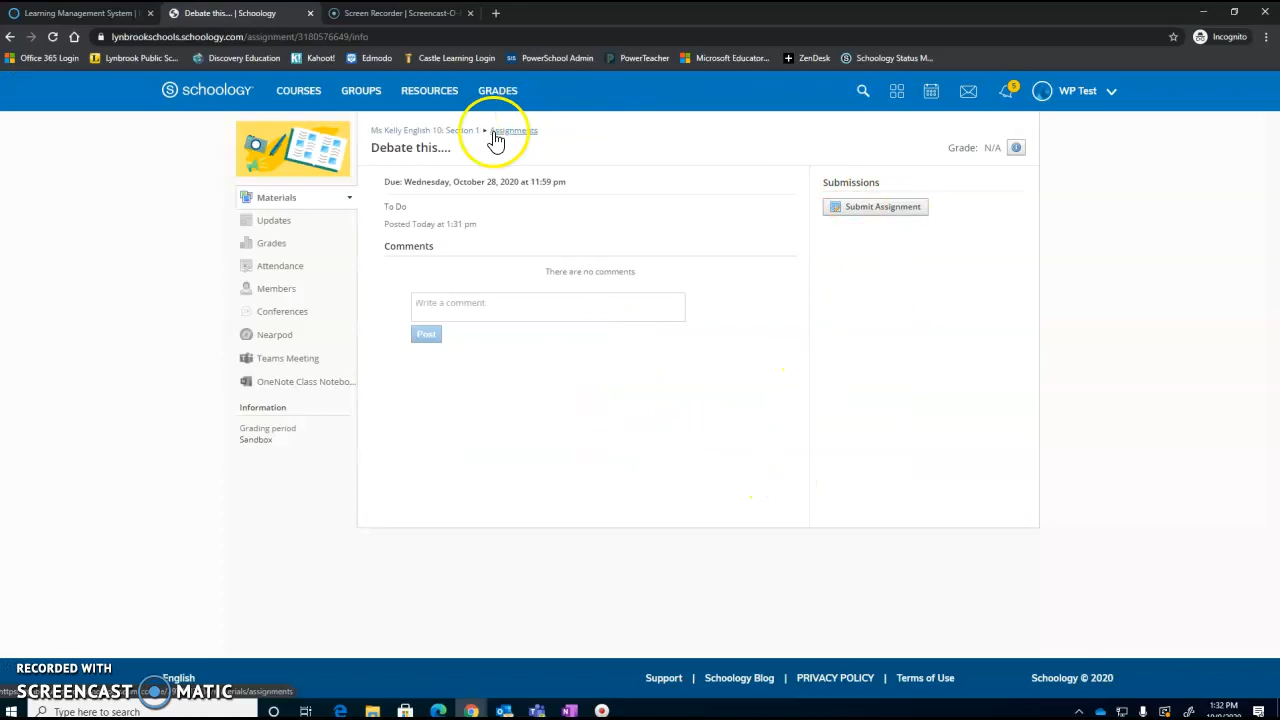 Learning Management System |
Debate this.... | Schoology
Screen Recorder | Screencast-O-
lynbrookschools.schoology.com/assignment/3180576649/info
Incognito
Office 365 Login
Lynbrook Public Sc...
Discovery Education
Kahoot!
Edmodo
Castle Learning Login
PowerSchool Admin
PowerTeacher
Microsoft Educator...
ZenDesk
Schoology Status M...
schoology
COURSES
GROUPS
RESOURCES
GRADES
5
WP Test
Ms Kelly English 10: Section 1 ▸ Assignments
Debate this....
Grade: N/A
Materials
Updates
Grades
Attendance
Members
Conferences
Nearpod
Teams Meeting
OneNote Class Notebo...
Information
Grading period
Sandbox
Due: Wednesday, October 28, 2020 at 11:59 pm
To Do
Posted Today at 1:31 pm
Comments
There are no comments
Write a comment
Post
Submissions
Submit Assignment
RECORDED WITH
SCREENCAST MATIC
English
Support | Schoology Blog | PRIVACY POLICY | Terms of Use
Schoology © 2020
Type here to search
1:32 PM